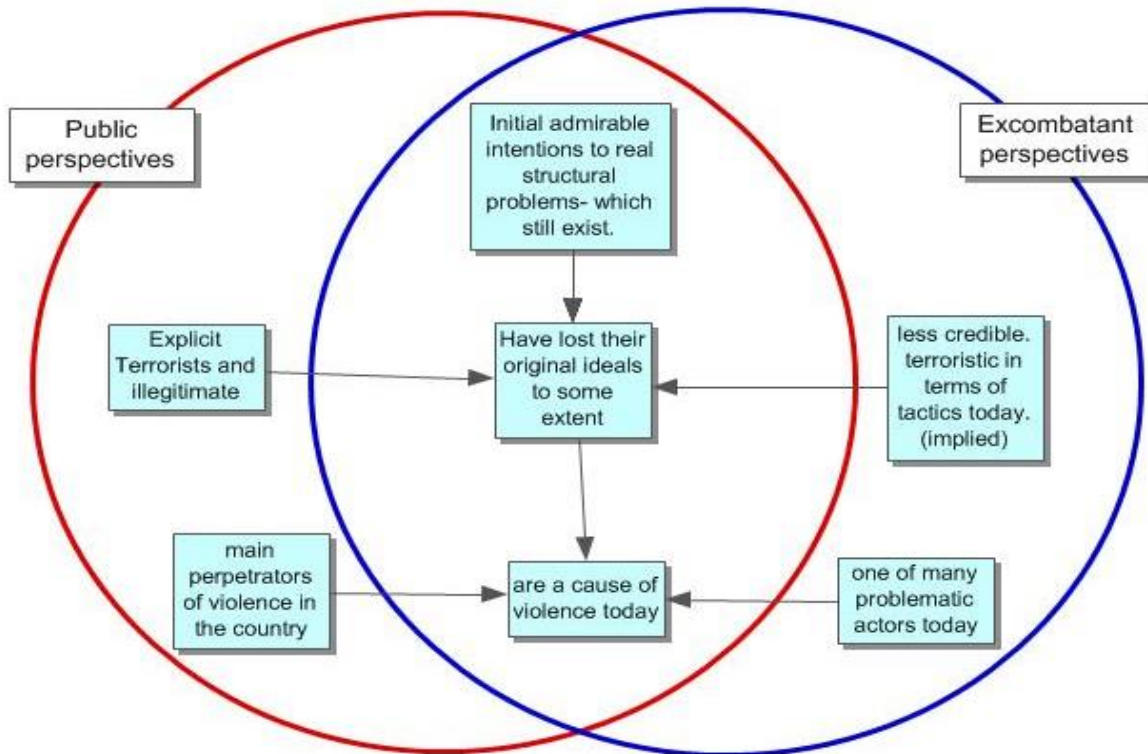 Public
perspectives
Initial admirable
intentions to real
structural
problems- which
still exist.
Excombatant
perspectives
Explicit
Terrorists and
illegitimate
Have lost their
original ideals
to some
extent
less credible.
terroristic in
terms of
tactics today.
(implied)
main
perpetrators
of violence in
the country
are a cause of
violence today
one of many
problematic
actors today